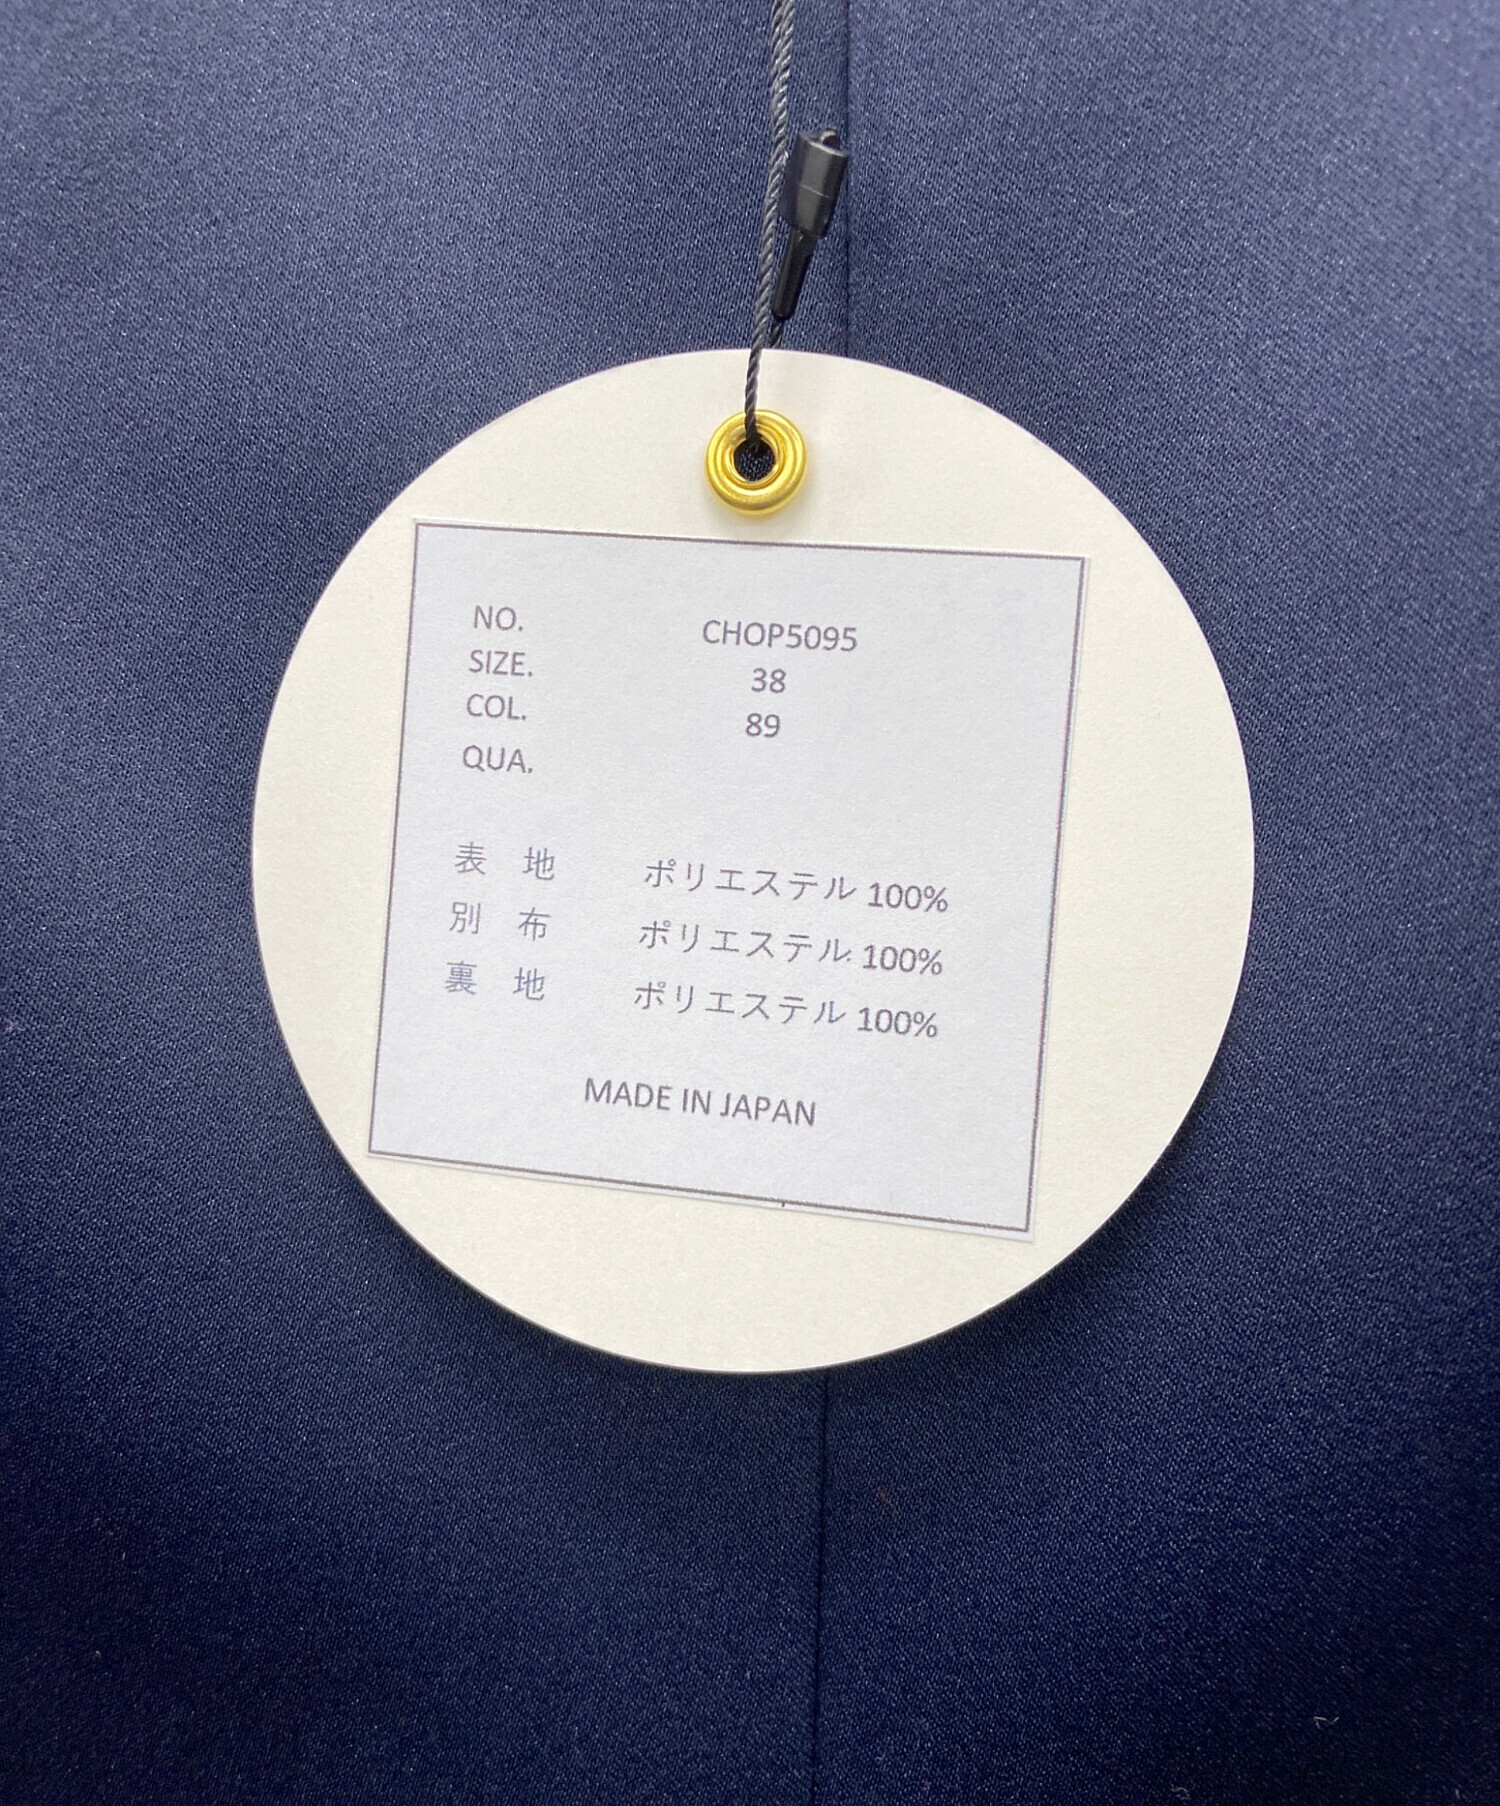 NO. CHOP5095
SIZE. 38
COL. 89
QUA.
表 地 ポリエステル 100%
別 布 ポリエステル 100%
裏 地 ポリエステル 100%
MADE IN JAPAN